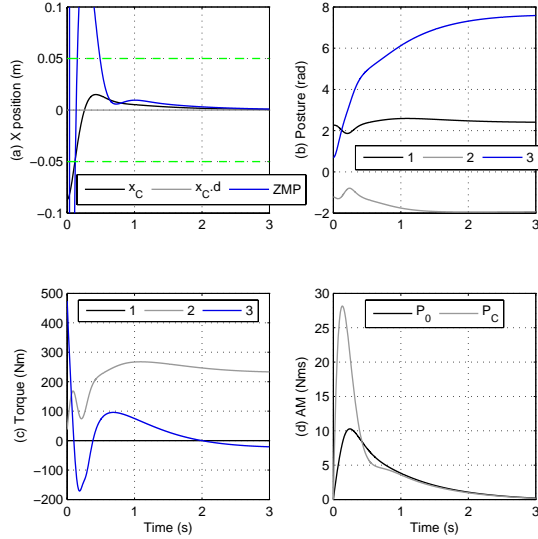 (a) X position (m)
0.1
0.05
0
-0.05
-0.1
x_C x_C.d ZMP
0 1 2 3
(b) Posture (rad)
8
6
4
2
0
−2
1 2 3
0 1 2 3
(c) Torque (Nm)
500
400
300
200
100
0
−100
−200
1 2 3
0 1 2 3
Time (s)
(d) AM (Nms)
30
25
20
15
10
5
0
P_0 P_C
0 1 2 3
Time (s)